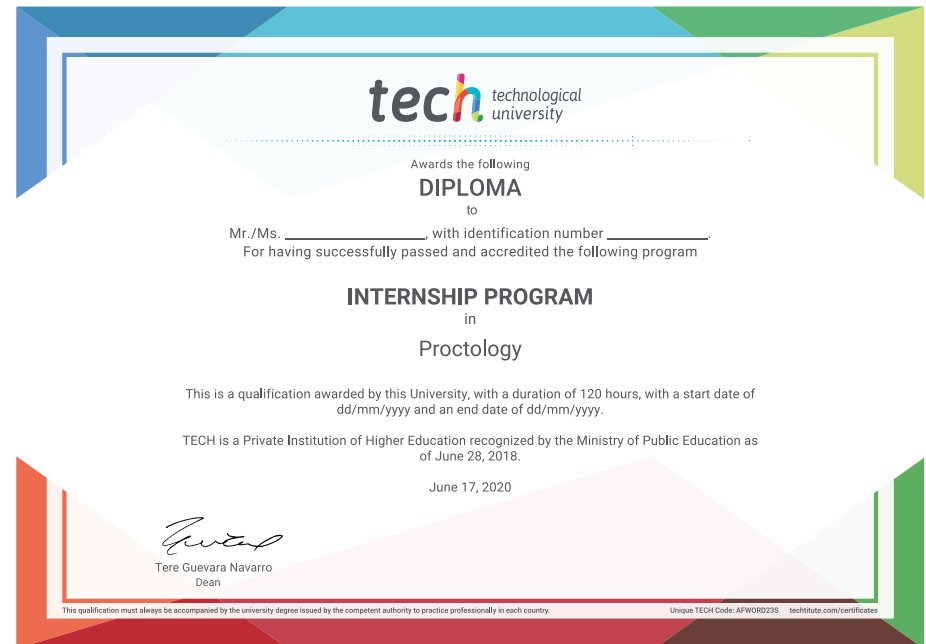 tech technological
university
Awards the following
DIPLOMA
to
Mr./Ms. ____________________, with identification number ______________.
For having successfully passed and accredited the following program
INTERNSHIP PROGRAM
in
Proctology
This is a qualification awarded by this University, with a duration of 120 hours, with a start date of
dd/mm/yyyy and an end date of dd/mm/yyyy.
TECH is a Private Institution of Higher Education recognized by the Ministry of Public Education as
of June 28, 2018.
June 17, 2020
Tere Guevara Navarro
Dean
This qualification must always be accompanied by the university degree issued by the competent authority to practice professionally in each country. Unique TECH Code: AFWORD23S techtitute.com/certificates